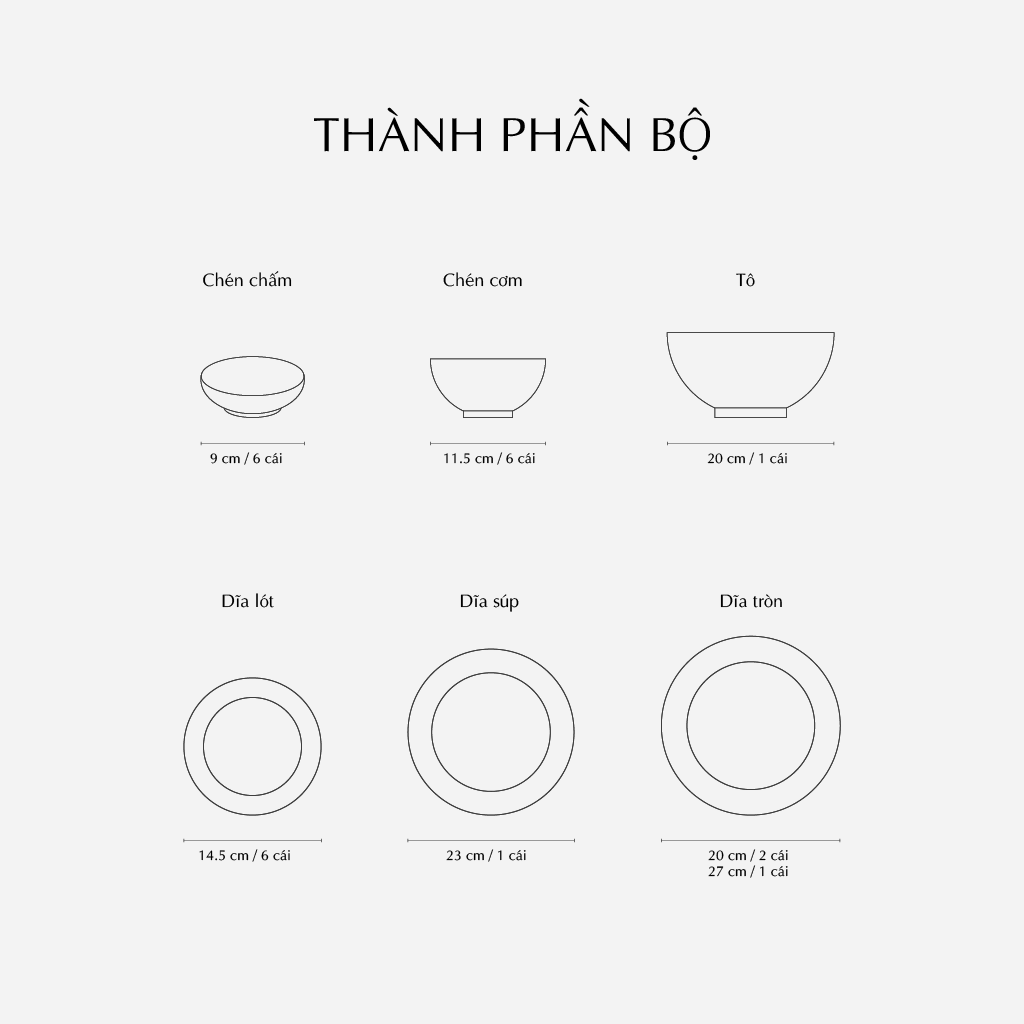 THÀNH PHẦN BỘ
Chén chấm
Chén cơm
Tô
9 cm / 6 cái
11.5 cm / 6 cái
20 cm / 1 cái
Dĩa lót
Dĩa súp
Dĩa tròn
14.5 cm / 6 cái
23 cm / 1 cái
20 cm / 2 cái
27 cm / 1 cái